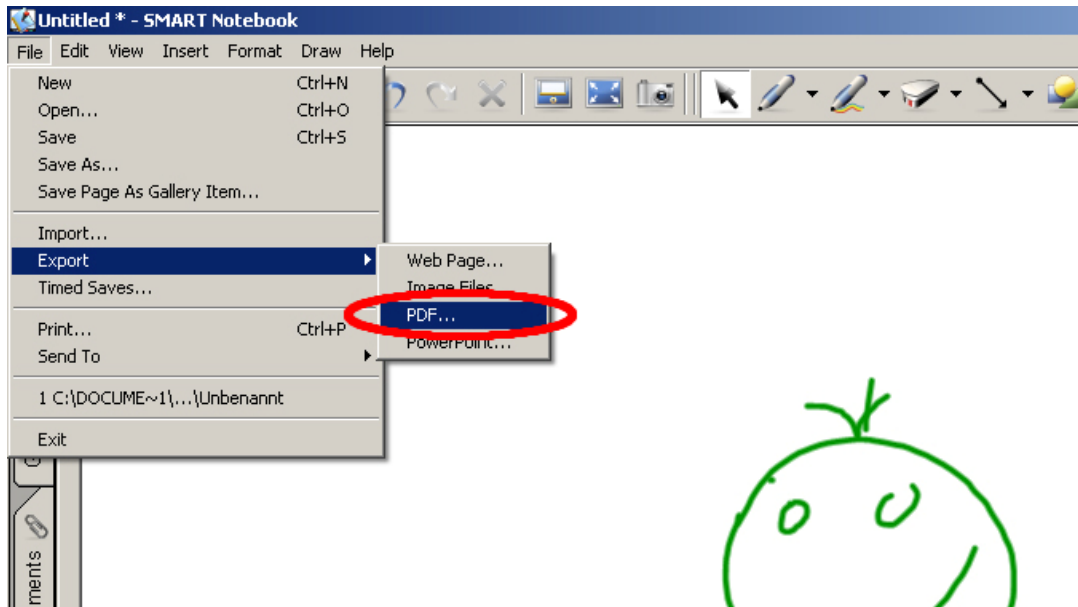 Untitled * - SMART Notebook
File Edit View Insert Format Draw Help
New Ctrl+N
Open... Ctrl+O
Save Ctrl+S
Save As...
Save Page As Gallery Item...
Import...
Export
Timed Saves...
Print... Ctrl+P
Send To
1 C:\DOCUME~1\...\Unbenannt
Exit
Web Page...
Image Files...
PDF...
PowerPoint...
ments